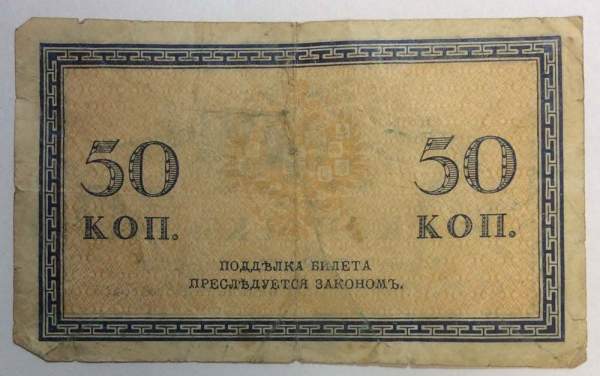 50 50
КОП. КОП.
ПОДДѢЛКА БИЛЕТА
ПРЕСЛѢДУЕТСЯ ЗАКОНОМЪ.